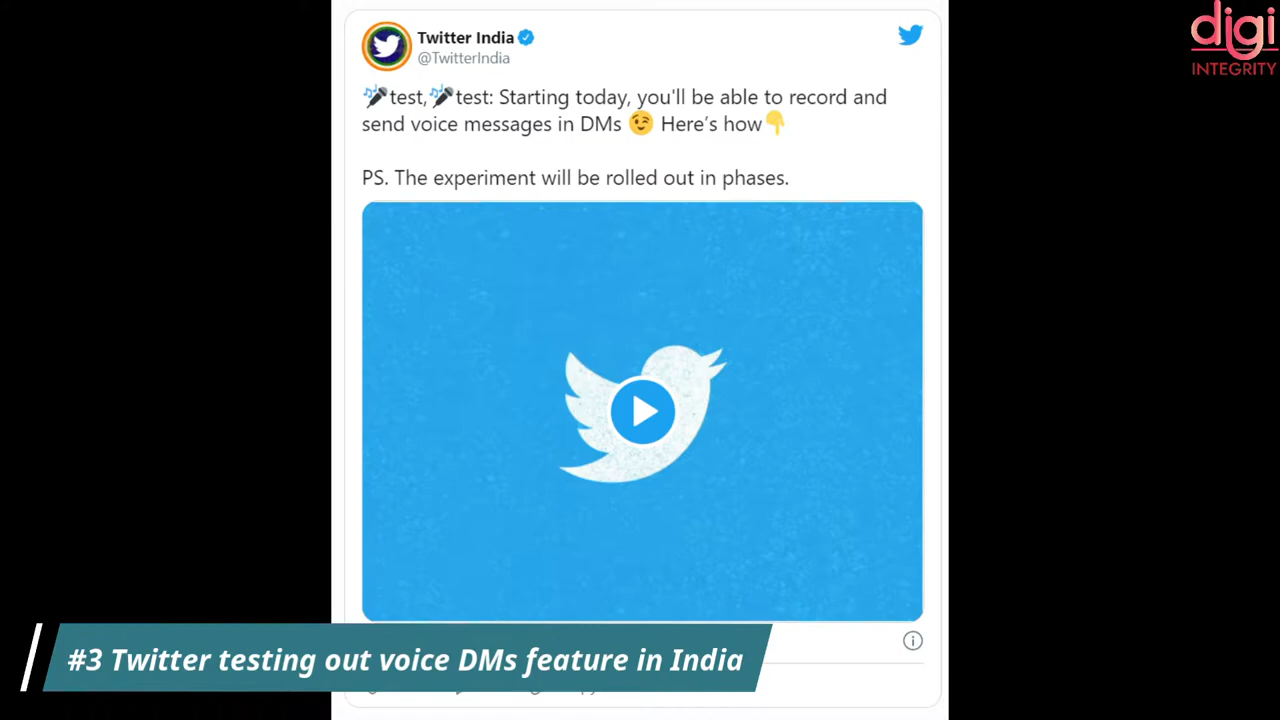 digi
INTEGRITY
Twitter India
@TwitterIndia
🎤test,🎤test: Starting today, you'll be able to record and
send voice messages in DMs 😉 Here’s how👇
PS. The experiment will be rolled out in phases.
#3 Twitter testing out voice DMs feature in India